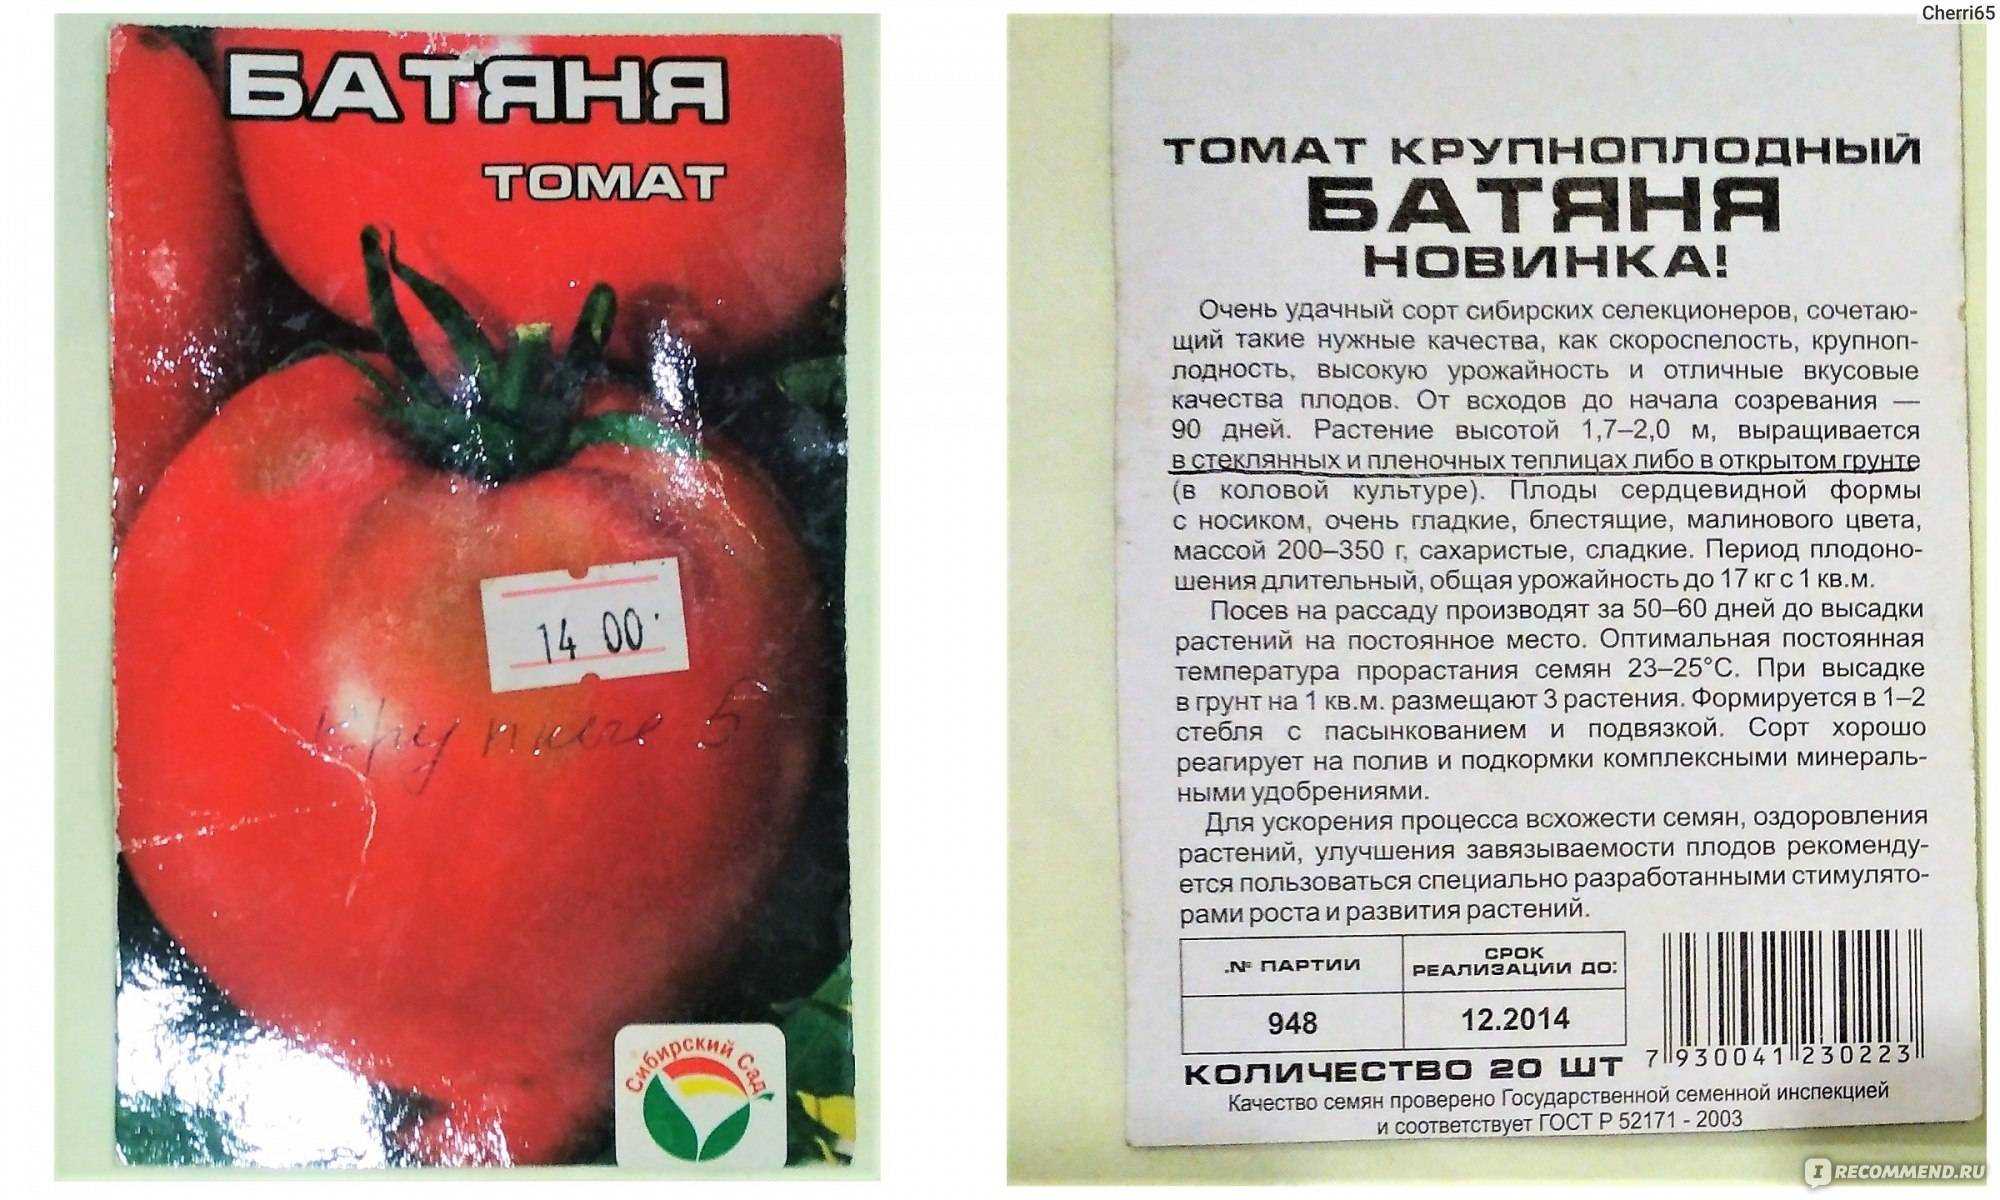 БАТЯНЯ
ТОМАТ
14 00
Сибирский Сад
Cherri65
ТОМАТ КРУПНОПЛОДНЫЙ
БАТЯНЯ
НОВИНКА!
Очень удачный сорт сибирских селекционеров, сочетаю-
щий такие нужные качества, как скороспелость, крупноп-
лодность, высокую урожайность и отличные вкусовые
качества плодов. От всходов до начала созревания —
90 дней. Растение высотой 1,7–2,0 м, выращивается
в стеклянных и пленочных теплицах либо в открытом грунте
(в коловой культуре). Плоды сердцевидной формы
с носиком, очень гладкие, блестящие, малинового цвета,
массой 200–350 г, сахаристые, сладкие. Период плодоно-
шения длительный, общая урожайность до 17 кг с 1 кв.м.
Посев на рассаду производят за 50–60 дней до высадки
растений на постоянное место. Оптимальная постоянная
температура прорастания семян 23–25°С. При высадке
в грунт на 1 кв.м. размещают 3 растения. Формируется в 1–2
стебля с пасынкованием и подвязкой. Сорт хорошо
реагирует на полив и подкормки комплексными минераль-
ными удобрениями.
Для ускорения процесса всхожести семян, оздоровления
растений, улучшения завязываемости плодов рекоменду-
ется пользоваться специально разработанными стимулято-
рами роста и развития растений.
№ ПАРТИИ
СРОК
РЕАЛИЗАЦИИ ДО:
948
12.2014
7 930041 230223
КОЛИЧЕСТВО 20 ШТ
Качество семян проверено Государственной семенной инспекцией
и соответствует ГОСТ Р 52171 - 2003
IRECOMMEND.RU